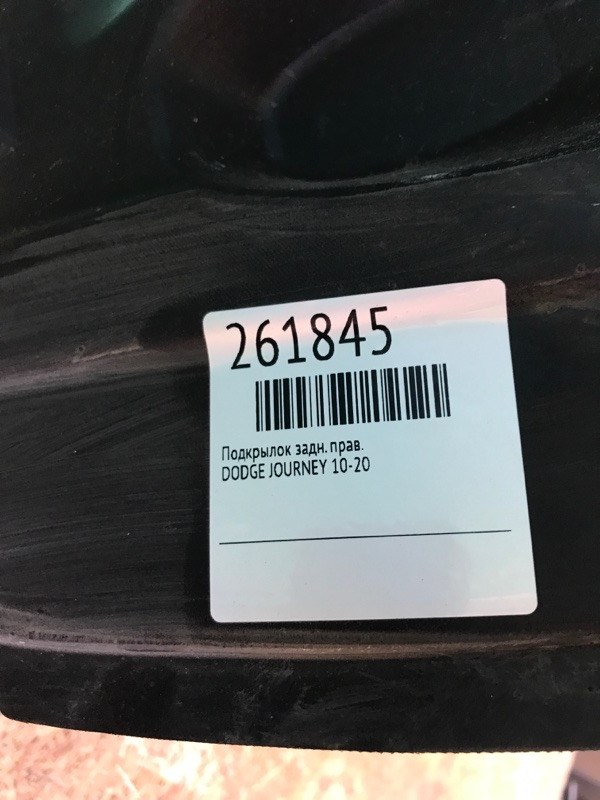 261845
Подкрылок задн. прав.
DODGE JOURNEY 10-20